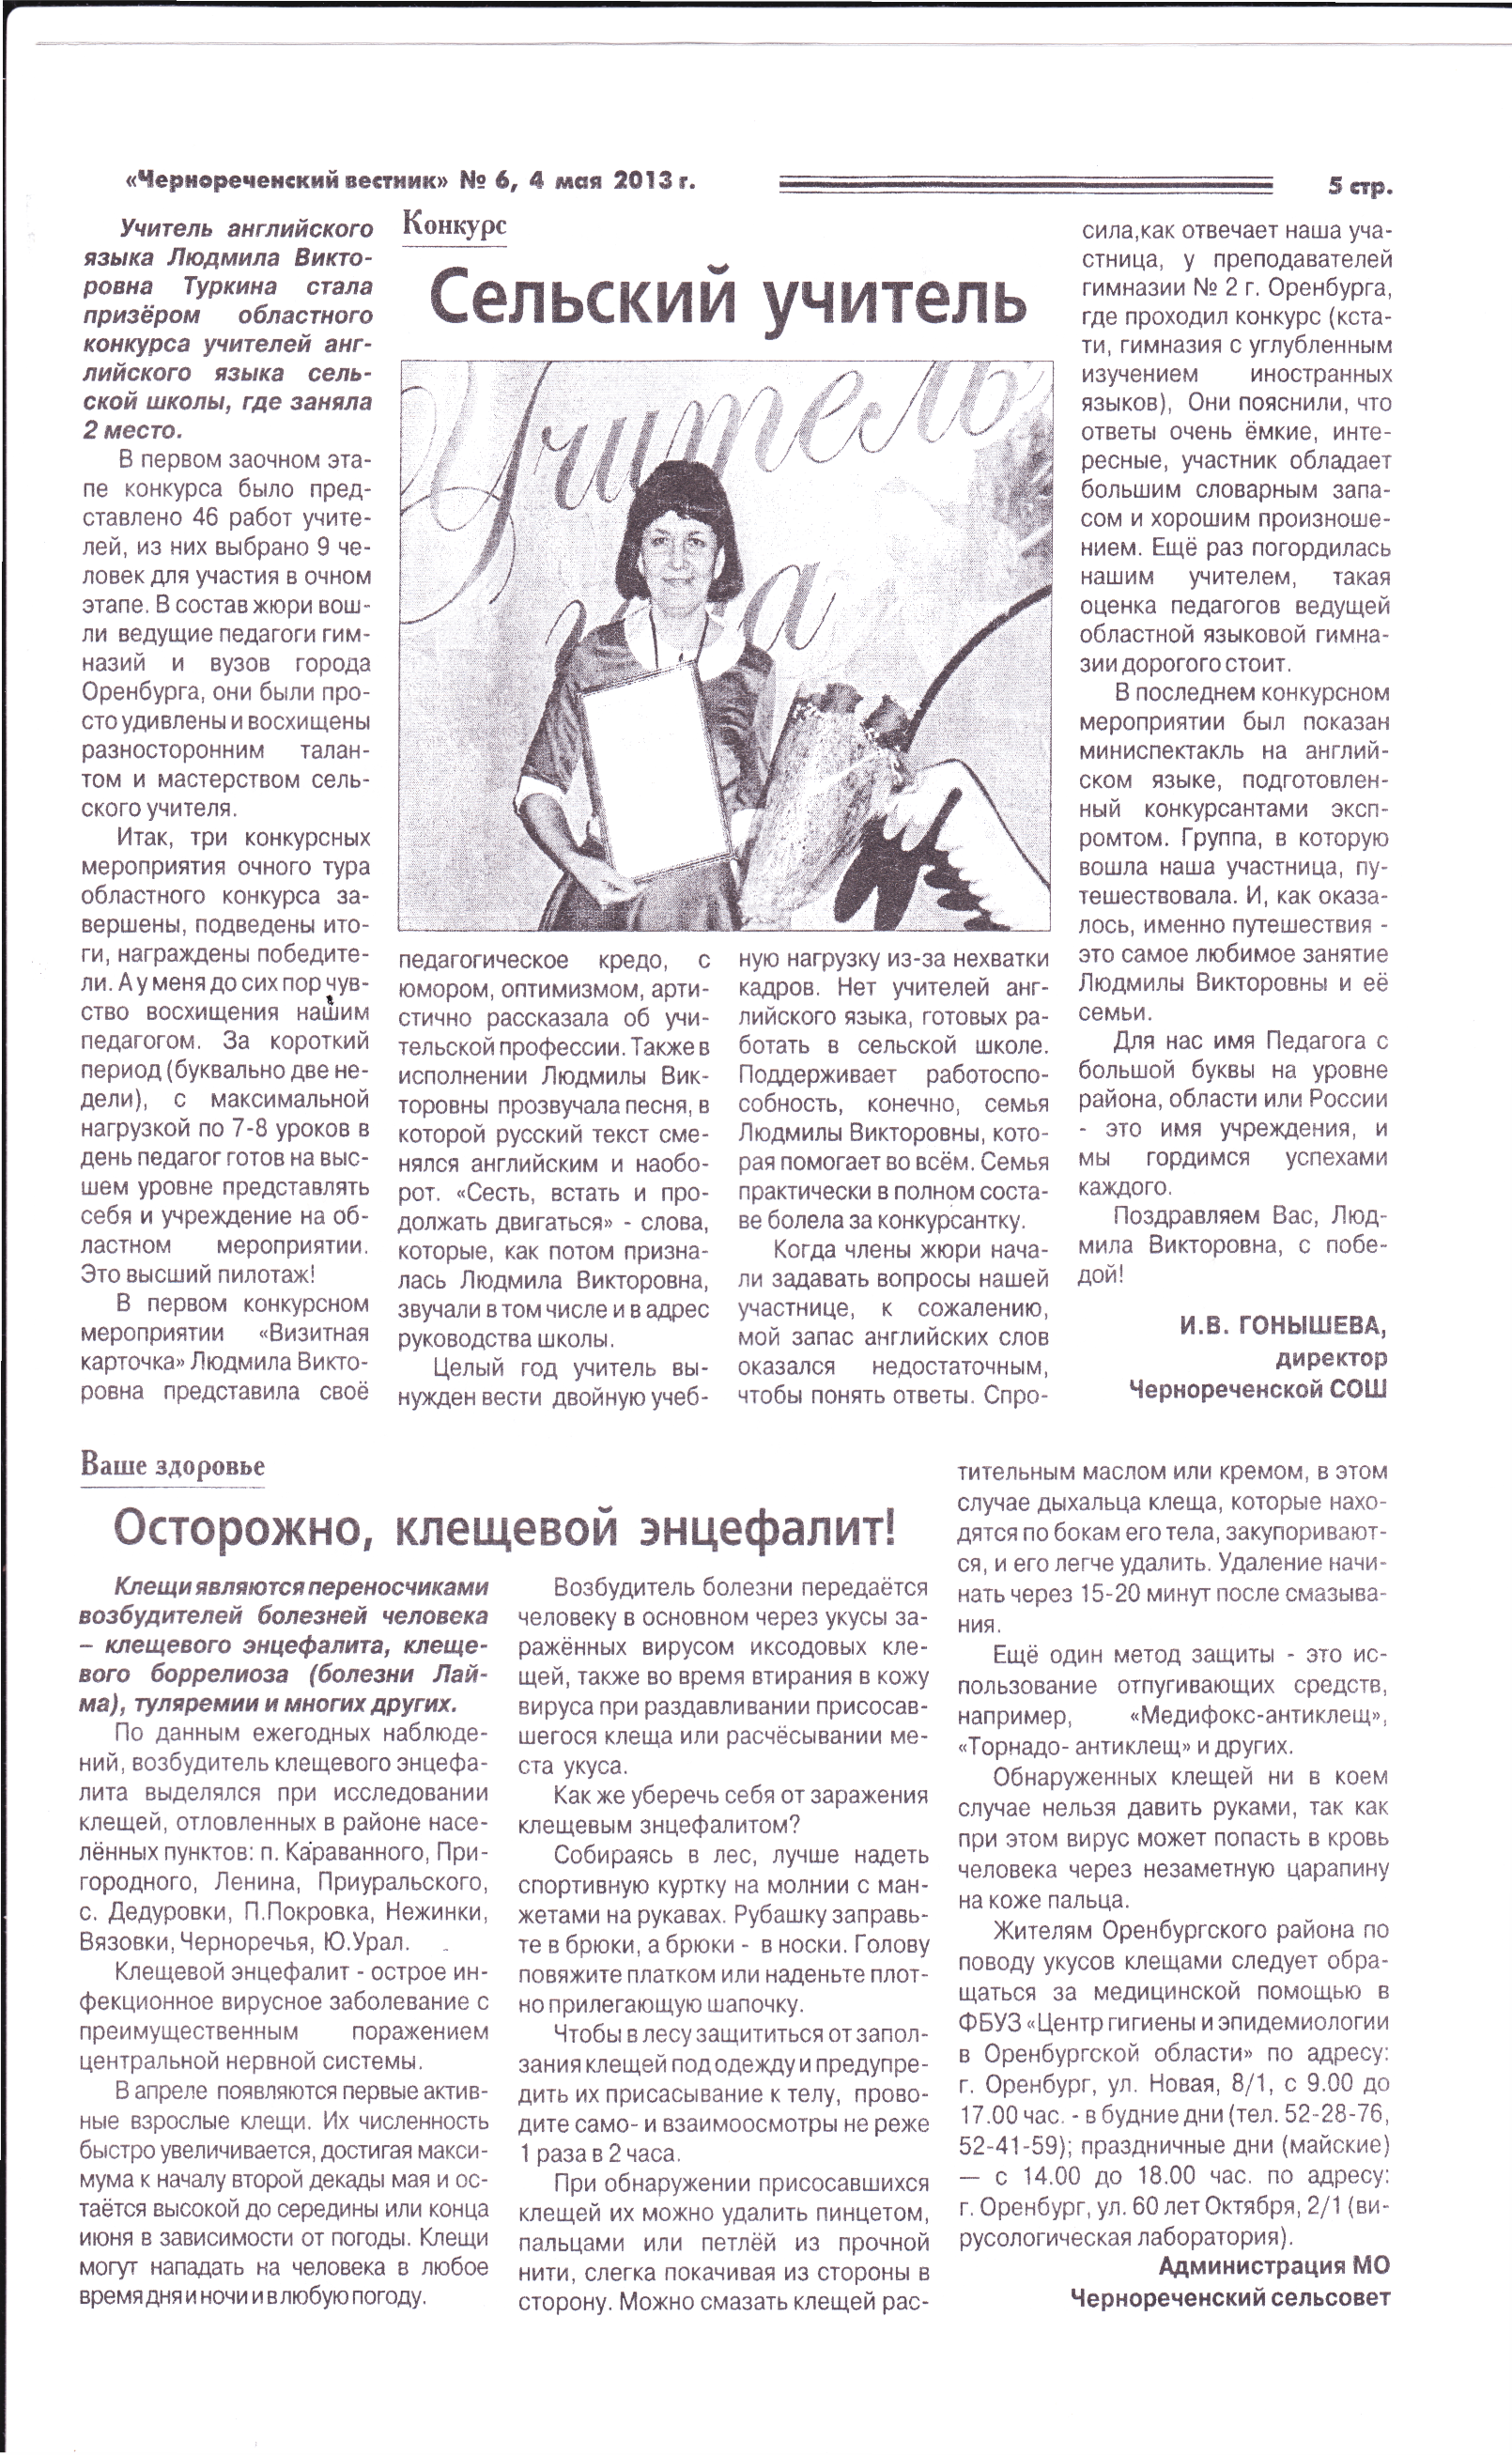 «Чернореченский вестник» № 6, 4 мая 2013 г.
5 стр.
Учитель английского
языка Людмила Викто-
ровна Туркина стала
призёром областного
конкурса учителей анг-
лийского языка сель-
ской школы, где заняла
2 место.
В первом заочном эта-
пе конкурса было пред-
ставлено 46 работ учите-
лей, из них выбрано 9 че-
ловек для участия в очном
этапе. В состав жюри вош-
ли ведущие педагоги гим-
назий и вузов города
Оренбурга, они были про-
сто удивлены и восхищены
разносторонним талан-
том и мастерством сель-
ского учителя.
Итак, три конкурсных
мероприятия очного тура
областного конкурса за-
вершены, подведены ито-
ги, награждены победите-
ли. А у меня до сих пор чув-
ство восхищения нашим
педагогом. За короткий
период (буквально две не-
дели), с максимальной
нагрузкой по 7-8 уроков в
день педагог готов на выс-
шем уровне представлять
себя и учреждение на об-
ластном мероприятии.
Это высший пилотаж!
В первом конкурсном
мероприятии «Визитная
карточка» Людмила Викто-
ровна представила своё
Конкурс
Сельский учитель
Учитель
педагогическое кредо, с
юмором, оптимизмом, арти-
стично рассказала об учи-
тельской профессии. Также в
исполнении Людмилы Вик-
торовны прозвучала песня, в
которой русский текст сме-
нялся английским и наобо-
рот. «Сесть, встать и про-
должать двигаться» - слова,
которые, как потом призна-
лась Людмила Викторовна,
звучали в том числе и в адрес
руководства школы.
Целый год учитель вы-
нужден вести двойную учеб-
ную нагрузку из-за нехватки
кадров. Нет учителей анг-
лийского языка, готовых ра-
ботать в сельской школе.
Поддерживает работоспо-
собность, конечно, семья
Людмилы Викторовны, кото-
рая помогает во всём. Семья
практически в полном соста-
ве болела за конкурсантку.
Когда члены жюри нача-
ли задавать вопросы нашей
участнице, к сожалению,
мой запас английских слов
оказался недостаточным,
чтобы понять ответы. Спро-
сила,как отвечает наша уча-
стница, у преподавателей
гимназии № 2 г. Оренбурга,
где проходил конкурс (кста-
ти, гимназия с углубленным
изучением иностранных
языков), Они пояснили, что
ответы очень ёмкие, инте-
ресные, участник обладает
большим словарным запа-
сом и хорошим произноше-
нием. Ещё раз погордилась
нашим учителем, такая
оценка педагогов ведущей
областной языковой гимна-
зии дорогого стоит.
В последнем конкурсном
мероприятии был показан
миниспектакль на англий-
ском языке, подготовлен-
ный конкурсантами эксп-
ромтом. Группа, в которую
вошла наша участница, пу-
тешествовала. И, как оказа-
лось, именно путешествия -
это самое любимое занятие
Людмилы Викторовны и её
семьи.
Для нас имя Педагога с
большой буквы на уровне
района, области или России
- это имя учреждения, и
мы гордимся успехами
каждого.
Поздравляем Вас, Люд-
мила Викторовна, с побе-
дой!
И.В. ГОНЫШЕВА,
директор
Чернореченской СОШ
Ваше здоровье
Осторожно, клещевой энцефалит!
Клещи являются переносчиками
возбудителей болезней человека
– клещевого энцефалита, клеще-
вого боррелиоза (болезни Лай-
ма), туляремии и многих других.
По данным ежегодных наблюде-
ний, возбудитель клещевого энцефа-
лита выделялся при исследовании
клещей, отловленных в районе насе-
лённых пунктов: п. Караванного, При-
городного, Ленина, Приуральского,
с. Дедуровки, П.Покровка, Нежинки,
Вязовки, Черноречья, Ю.Урал.
Клещевой энцефалит - острое ин-
фекционное вирусное заболевание с
преимущественным поражением
центральной нервной системы.
В апреле появляются первые актив-
ные взрослые клещи. Их численность
быстро увеличивается, достигая макси-
мума к началу второй декады мая и ос-
таётся высокой до середины или конца
июня в зависимости от погоды. Клещи
могут нападать на человека в любое
время дня и ночи и в любую погоду.
Возбудитель болезни передаётся
человеку в основном через укусы за-
ражённых вирусом иксодовых кле-
щей, также во время втирания в кожу
вируса при раздавливании присосав-
шегося клеща или расчёсывании ме-
ста укуса.
Как же уберечь себя от заражения
клещевым знцефалитом?
Собираясь в лес, лучше надеть
спортивную куртку на молнии с ман-
жетами на рукавах. Рубашку заправь-
те в брюки, а брюки - в носки. Голову
повяжите платком или наденьте плот-
но прилегающую шапочку.
Чтобы в лесу защититься от запол-
зания клещей под одежду и предупре-
дить их присасывание к телу, прово-
дите само- и взаимоосмотры не реже
1 раза в 2 часа.
При обнаружении присосавшихся
клещей их можно удалить пинцетом,
пальцами или петлёй из прочной
нити, слегка покачивая из стороны в
сторону. Можно смазать клещей рас-
тительным маслом или кремом, в этом
случае дыхальца клеща, которые нахо-
дятся по бокам его тела, закупоривают-
ся, и его легче удалить. Удаление начи-
нать через 15-20 минут после смазыва-
ния.
Ещё один метод защиты - это ис-
пользование отпугивающих средств,
например, «Медифокс-антиклещ»,
«Торнадо- антиклещ» и других.
Обнаруженных клещей ни в коем
случае нельзя давить руками, так как
при этом вирус может попасть в кровь
человека через незаметную царапину
на коже пальца.
Жителям Оренбургского района по
поводу укусов клещами следует обра-
щаться за медицинской помощью в
ФБУЗ «Центр гигиены и эпидемиологии
в Оренбургской области» по адресу:
г. Оренбург, ул. Новая, 8/1, с 9.00 до
17.00 час. - в будние дни (тел. 52-28-76,
52-41-59); праздничные дни (майские)
— с 14.00 до 18.00 час. по адресу:
г. Оренбург, ул. 60 лет Октября, 2/1 (ви-
русологическая лаборатория).
Администрация МО
Чернореченский сельсовет